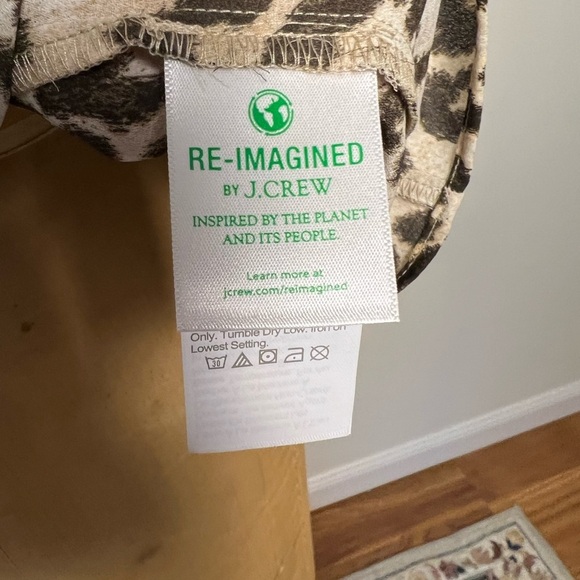 RE-IMAGINED
BY J.CREW
INSPIRED BY THE PLANET
AND ITS PEOPLE.
Learn more at
jcrew.com/reimagined
Only. Tumble Dry Low. Iron on
Lowest Setting.
30